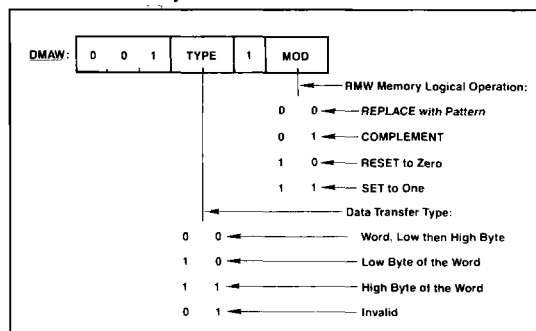 DMAW: 0 0 1 TYPE 1 MOD
RMW Memory Logical Operation:
0 0 REPLACE with Pattern
0 1 COMPLEMENT
1 0 RESET to Zero
1 1 SET to One
Data Transfer Type:
0 0 Word, Low then High Byte
1 0 Low Byte of the Word
1 1 High Byte of the Word
0 1 Invalid